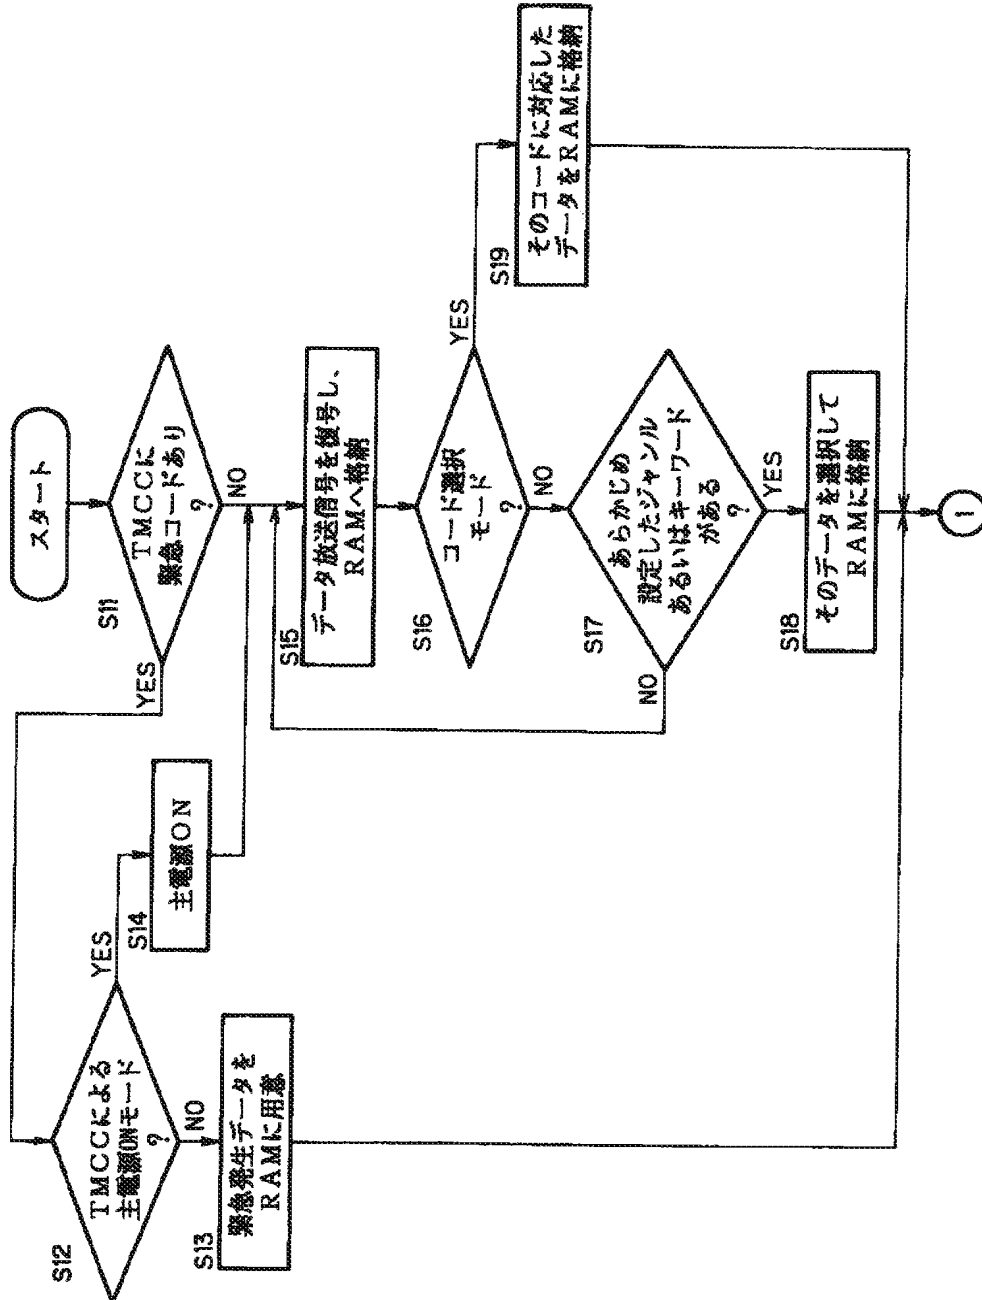 スタート
S11
TMCCに
緊急コードあり
?
YES
NO
S12
TMCCによる
主電源ONモード
?
YES
NO
S13
緊急発生データを
RAMに用意
S14
主電源ON
S15
データ放送信号を復号し、
RAMへ格納
S16
コード選択
モード
?
YES
NO
S17
あらかじめ
設定したジャンル
あるいはキーワード
がある
?
NO
YES
S18
そのデータを選択して
RAMに格納
S19
そのコードに対応した
データをRAMに格納
1